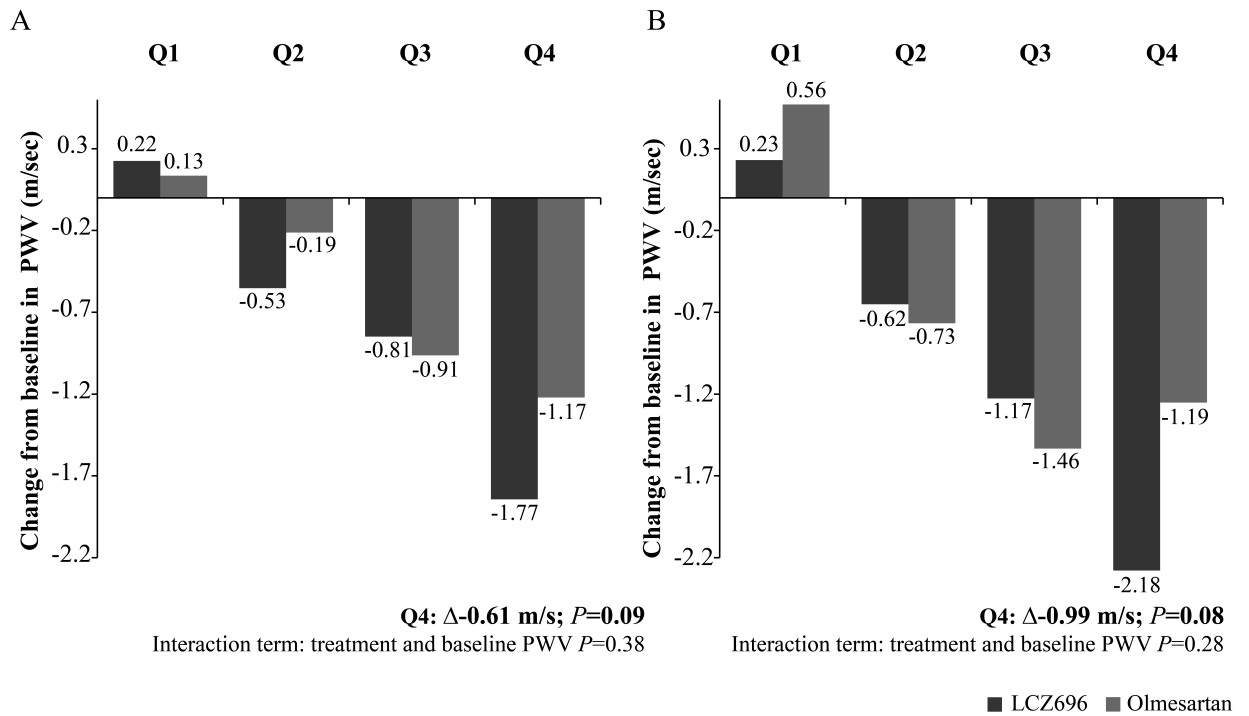 A
Q1 Q2 Q3 Q4
Change from baseline in PWV (m/sec)
0.3
-0.2
-0.7
-1.2
-1.7
-2.2
0.22
0.13
-0.53
-0.19
-0.81
-0.91
-1.77
-1.17
Q4: Δ-0.61 m/s; P=0.09
Interaction term: treatment and baseline PWV P=0.38
B
Q1 Q2 Q3 Q4
Change from baseline in PWV (m/sec)
0.3
-0.2
-0.7
-1.2
-1.7
-2.2
0.23
0.56
-0.62
-0.73
-1.17
-1.46
-2.18
-1.19
Q4: Δ-0.99 m/s; P=0.08
Interaction term: treatment and baseline PWV P=0.28
LCZ696 Olmesartan